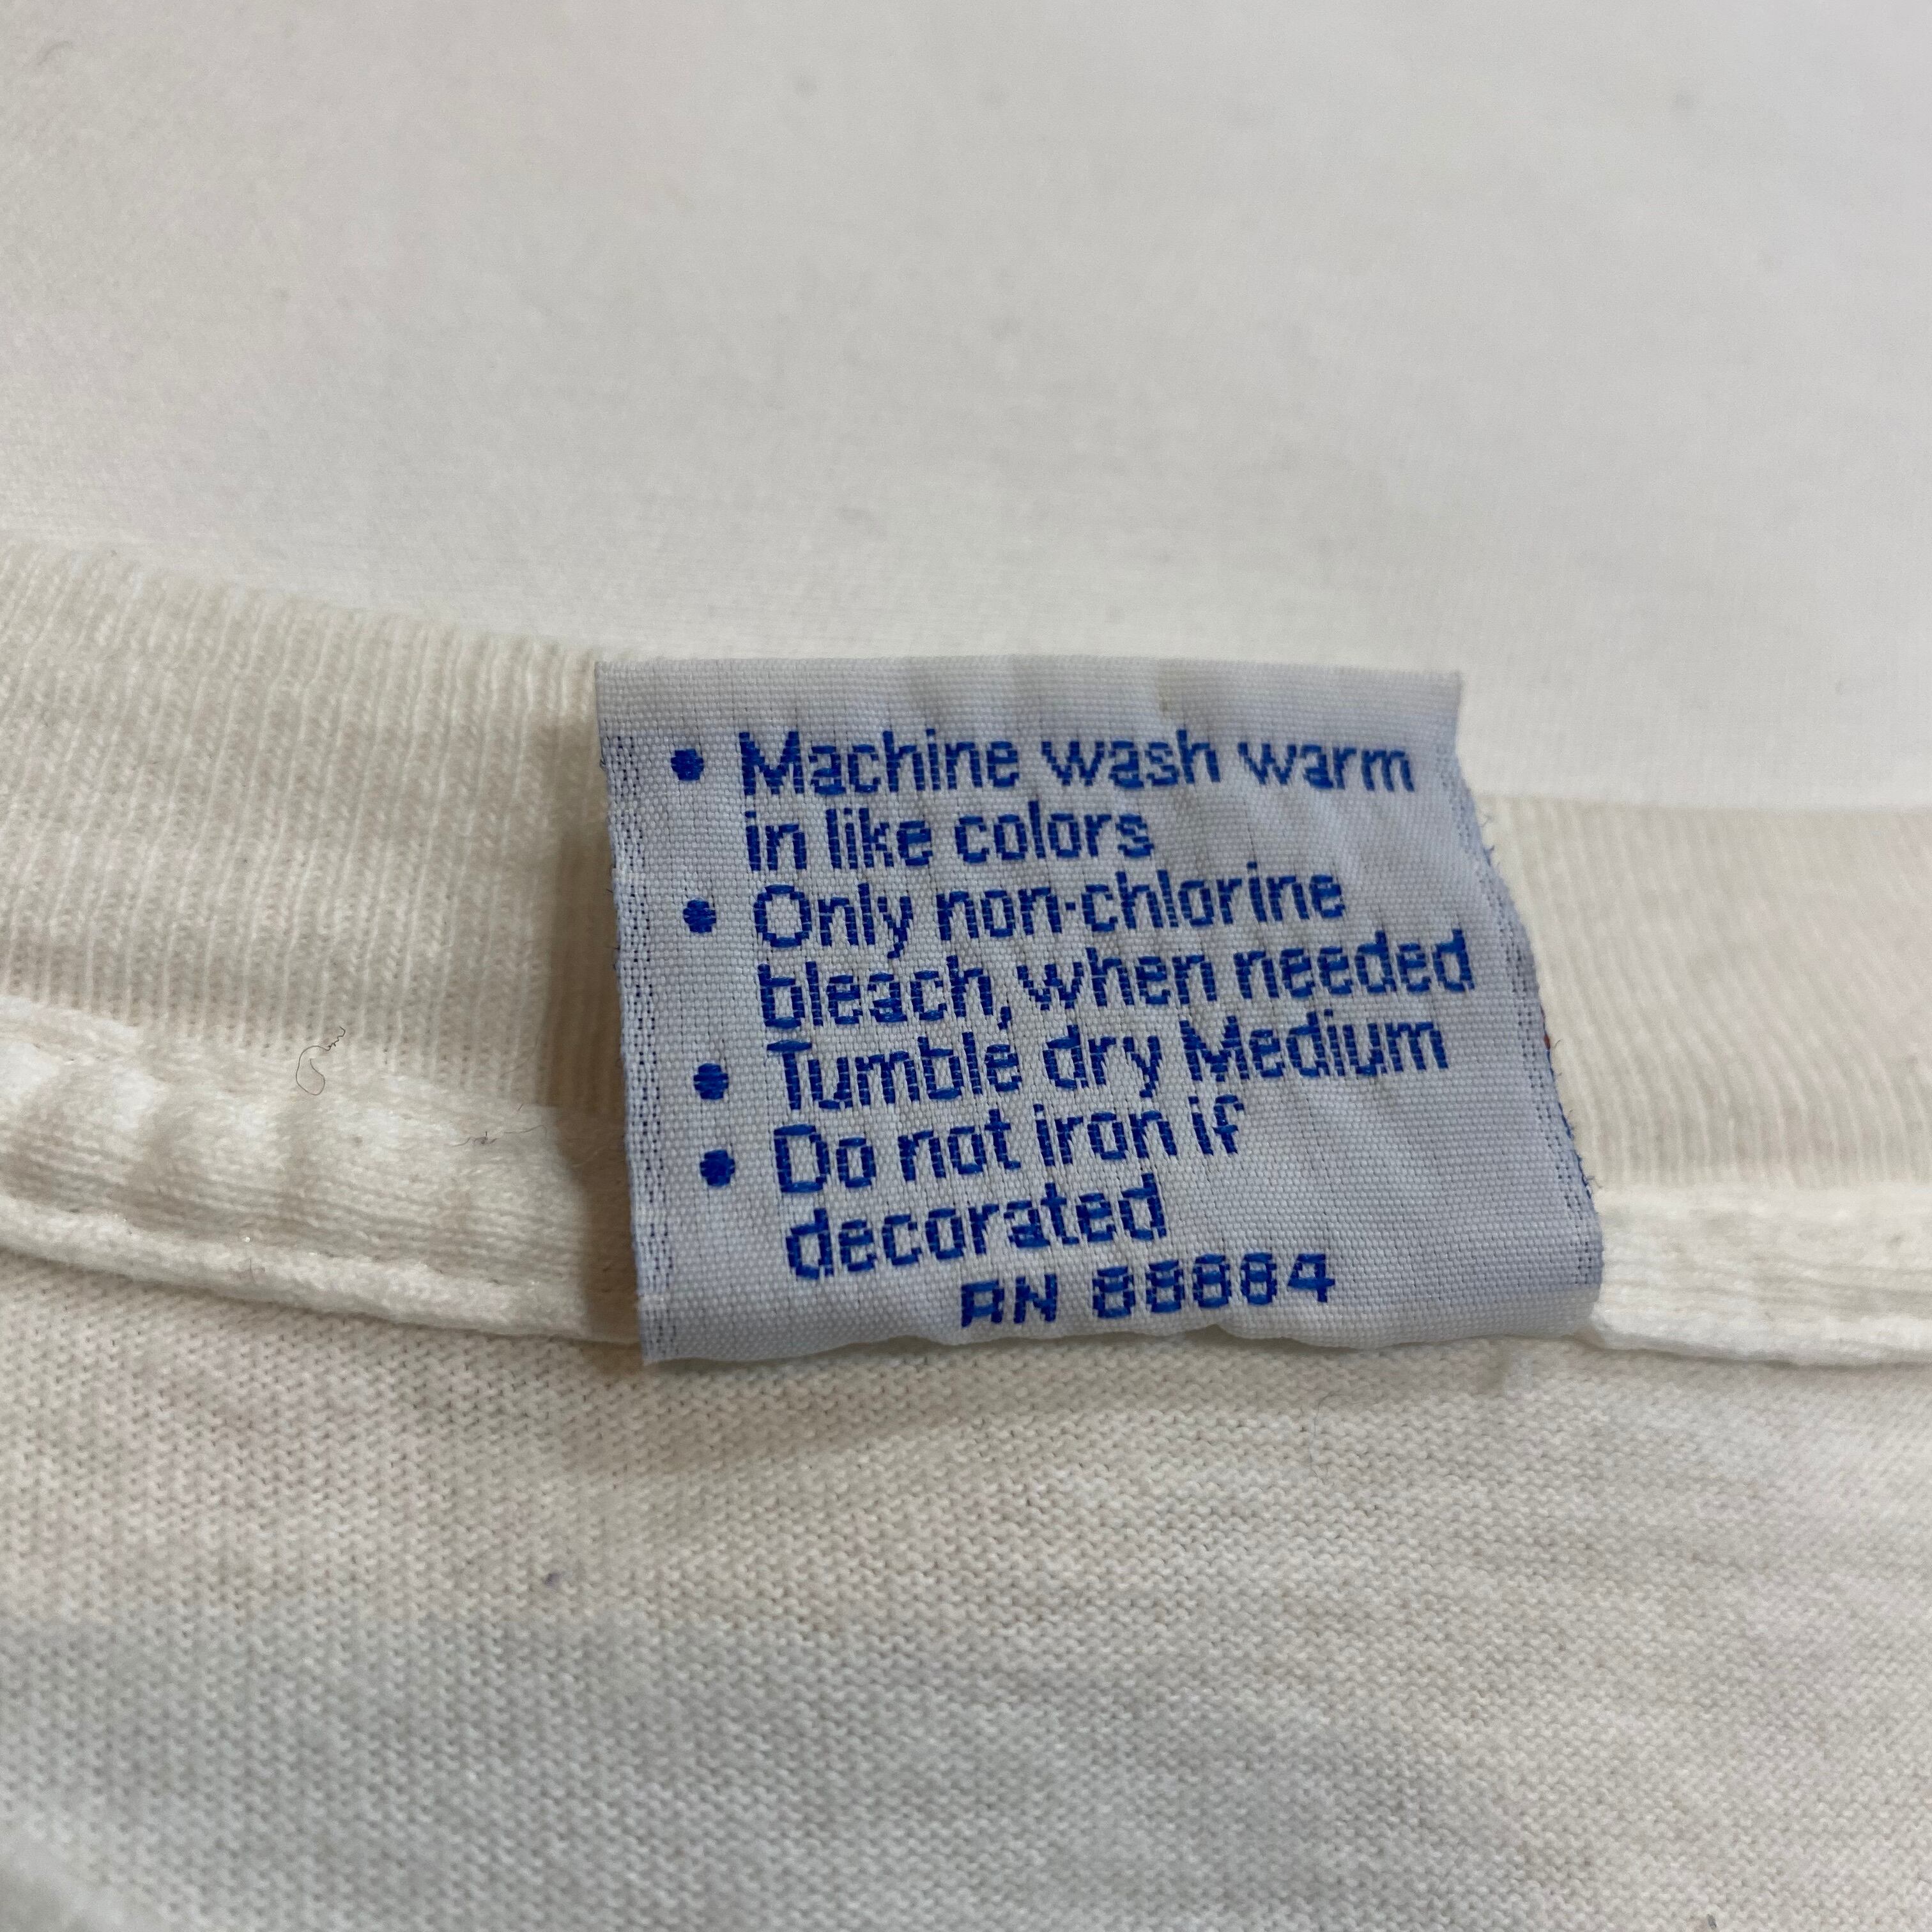 • Machine wash warm
in like colors
• Only non-chlorine
bleach, when needed
• Tumble dry Medium
• Do not iron if
decorated
RN 88884